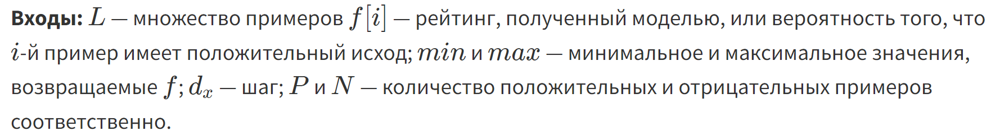 Входы: L — множество примеров f[i] — рейтинг, полученный моделью, или вероятность того, что
i-й пример имеет положительный исход; min и max — минимальное и максимальное значения,
возвращаемые f; dₓ — шаг; P и N — количество положительных и отрицательных примеров
соответственно.